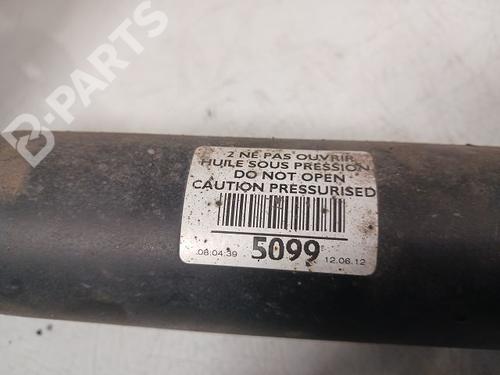 B-PARTS
2 NE PAS OUVRIR
HUILE SOUS PRESSION
DO NOT OPEN
CAUTION PRESSURISED
5099
08:04:39
12.06.12